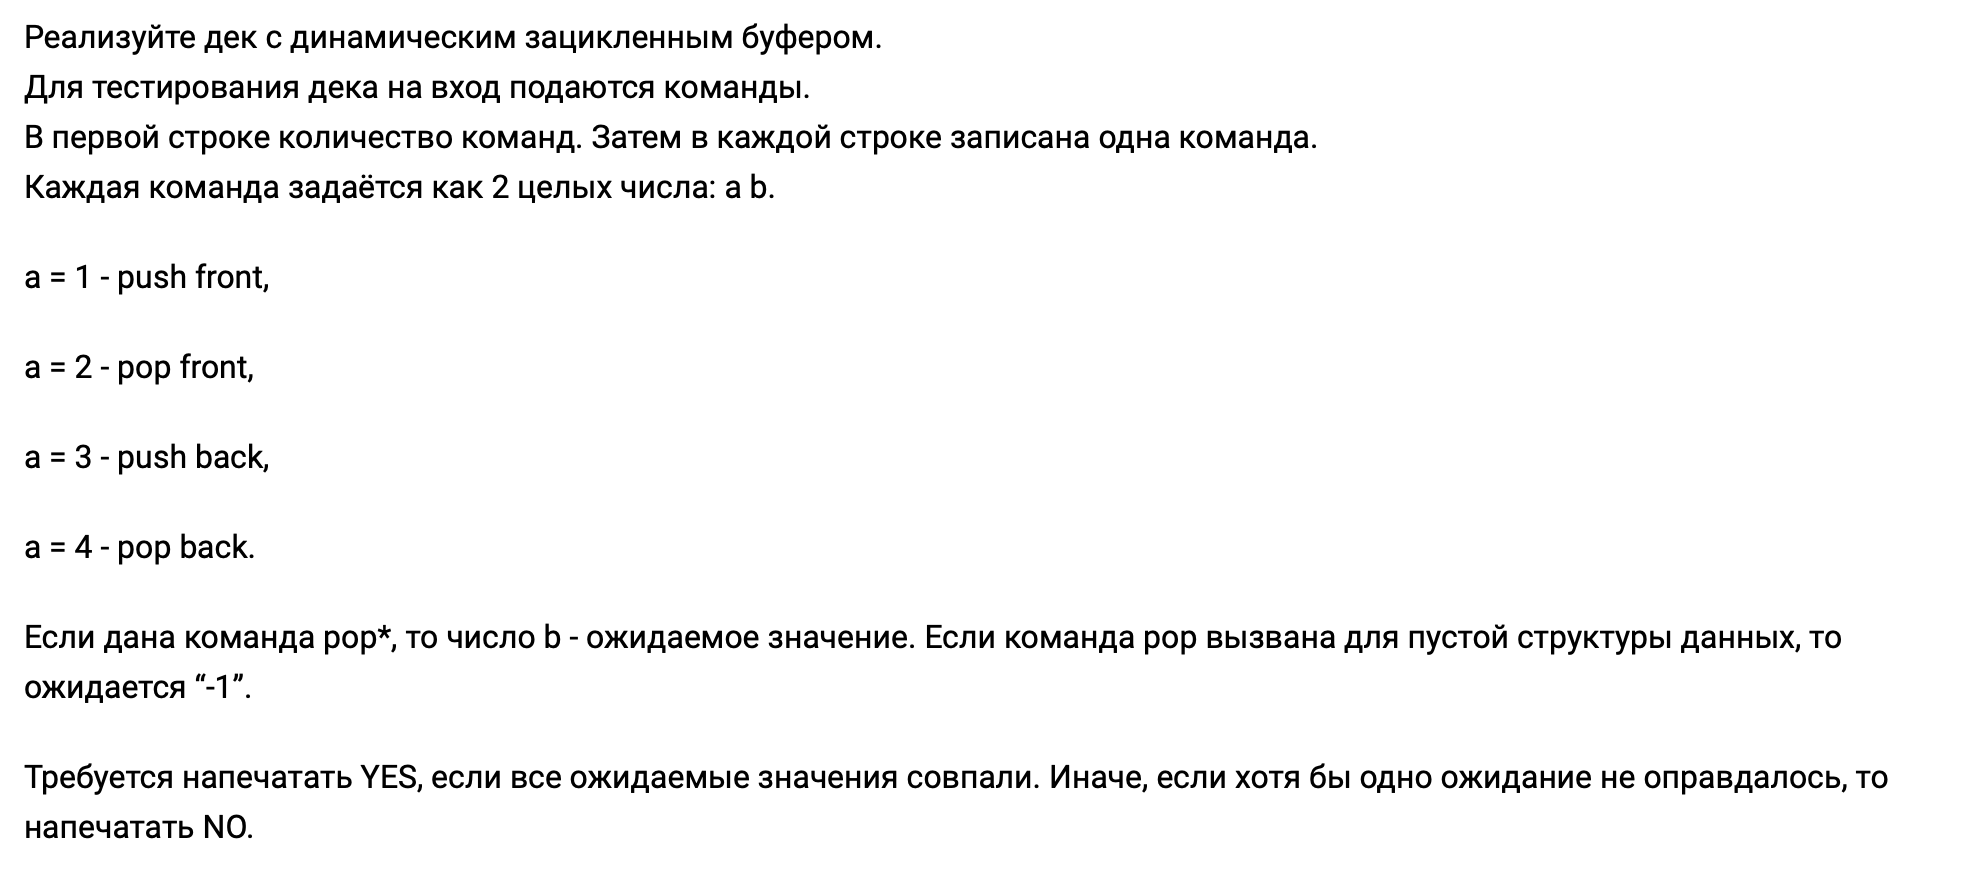 Реализуйте дек с динамическим зацикленным буфером.
Для тестирования дека на вход подаются команды.
В первой строке количество команд. Затем в каждой строке записана одна команда.
Каждая команда задаётся как 2 целых числа: a b.
a = 1 - push front,
a = 2 - pop front,
a = 3 - push back,
a = 4 - pop back.
Если дана команда pop*, то число b - ожидаемое значение. Если команда pop вызвана для пустой структуры данных, то
ожидается “-1”.
Требуется напечатать YES, если все ожидаемые значения совпали. Иначе, если хотя бы одно ожидание не оправдалось, то
напечатать NO.